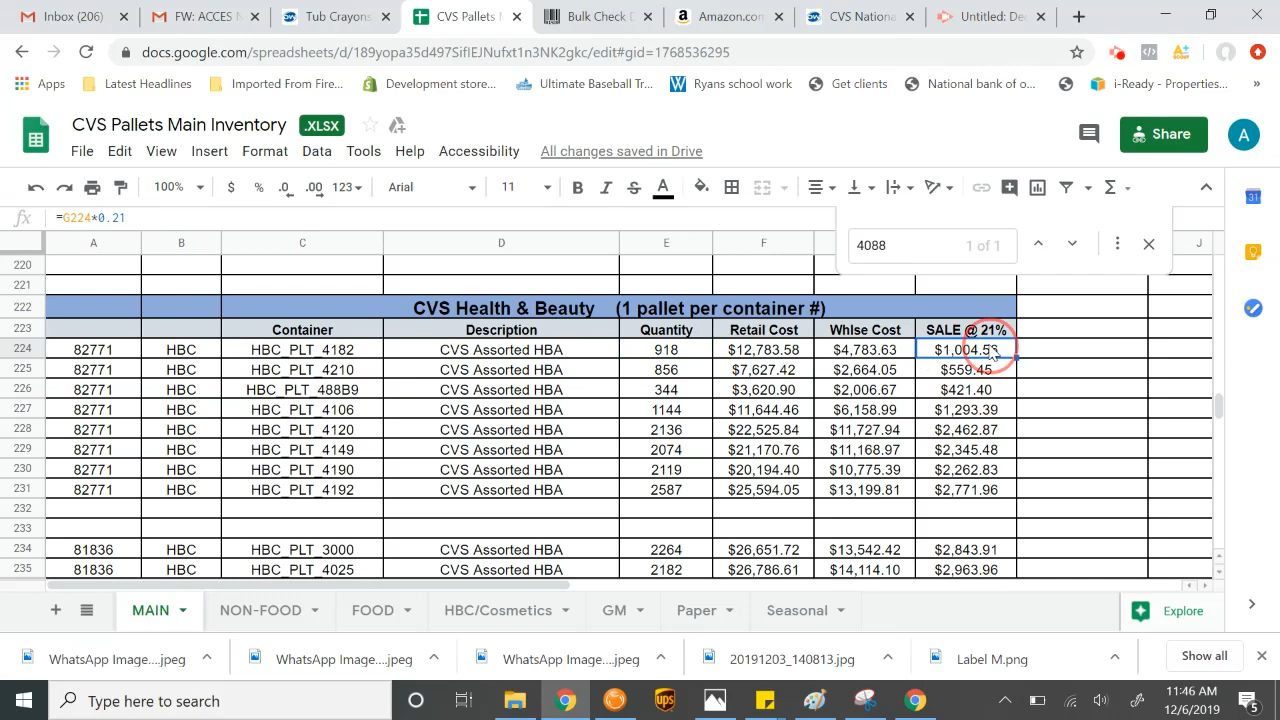 Inbox (226)
FW: ACCES N
Tub Crayons,
CVS Pallets M
Bulk Check D
Amazon.com
CVS Nationa
Untitled: Dec
docs.google.com/spreadsheets/d/189yopa35d497SifIEJNufxt1n3NK2gkc/edit#gid=1768536295
Apps
Latest Headlines
Imported From Fire...
Development store...
Ultimate Baseball Tr...
Ryans school work
Get clients
National bank of o...
i-Ready - Properties...
»
CVS Pallets Main Inventory .XLSX
Share
A
File Edit View Insert Format Data Tools Help Accessibility All changes saved in Drive
100% $ % .0 .00 123 Arial 11 B I S A Σ
fx =G224*0.21
31
4088 1 of 1
A B C D E F J
220
221
222 CVS Health & Beauty (1 pallet per container #)
223 Container Description Quantity Retail Cost Whlse Cost SALE @ 21%
224 82771 HBC HBC_PLT_4182 CVS Assorted HBA 918 $12,783.58 $4,783.63 $1,004.56
225 82771 HBC HBC_PLT_4210 CVS Assorted HBA 856 $7,627.42 $2,664.05 $559.45
226 82771 HBC HBC_PLT_488B9 CVS Assorted HBA 344 $3,620.90 $2,006.67 $421.40
227 82771 HBC HBC_PLT_4106 CVS Assorted HBA 1144 $11,644.46 $6,158.99 $1,293.39
228 82771 HBC HBC_PLT_4120 CVS Assorted HBA 2136 $22,525.84 $11,727.94 $2,462.87
229 82771 HBC HBC_PLT_4149 CVS Assorted HBA 2074 $21,170.76 $11,168.97 $2,345.48
230 82771 HBC HBC_PLT_4190 CVS Assorted HBA 2119 $20,194.40 $10,775.39 $2,262.83
231 82771 HBC HBC_PLT_4192 CVS Assorted HBA 2587 $25,594.05 $13,199.81 $2,771.96
232
233
234 81836 HBC HBC_PLT_3000 CVS Assorted HBA 2264 $26,651.72 $13,542.42 $2,843.91
235 81836 HBC HBC_PLT_4025 CVS Assorted HBA 2182 $26,786.61 $14,114.10 $2,963.96
MAIN NON-FOOD FOOD HBC/Cosmetics GM Paper Seasonal Explore
WhatsApp Image....jpeg
WhatsApp Image....jpeg
WhatsApp Image....jpeg
20191203_140813.jpg
Label M.png
Show all
Type here to search
ups
11:46 AM
12/6/2019
5